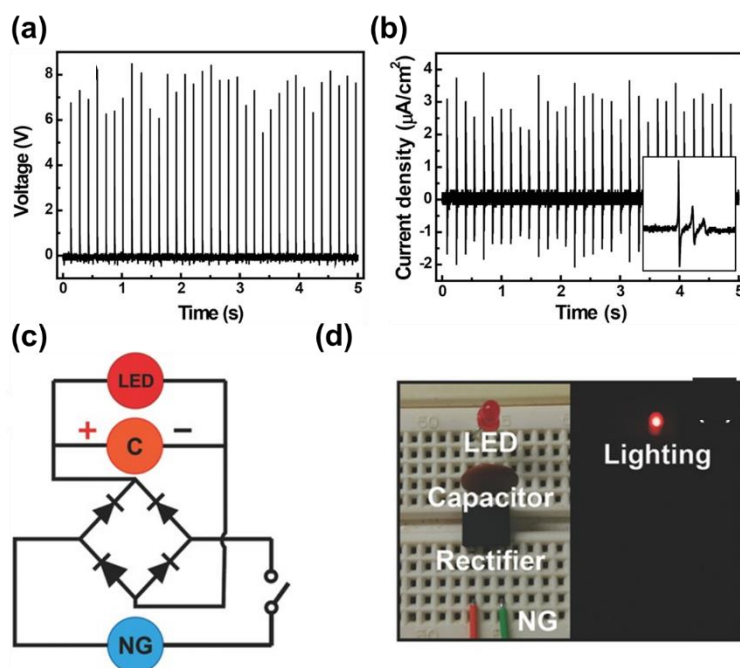 (a)
Voltage (V)
8
6
4
2
0
0 1 2 3 4 5
Time (s)
(b)
Current density (μA/cm²)
4
3
2
1
0
-1
-2
0 1 2 3 4 5
Time (s)
(c)
LED
+ C −
NG
(d)
LED
Capacitor
Rectifier
NG
Lighting